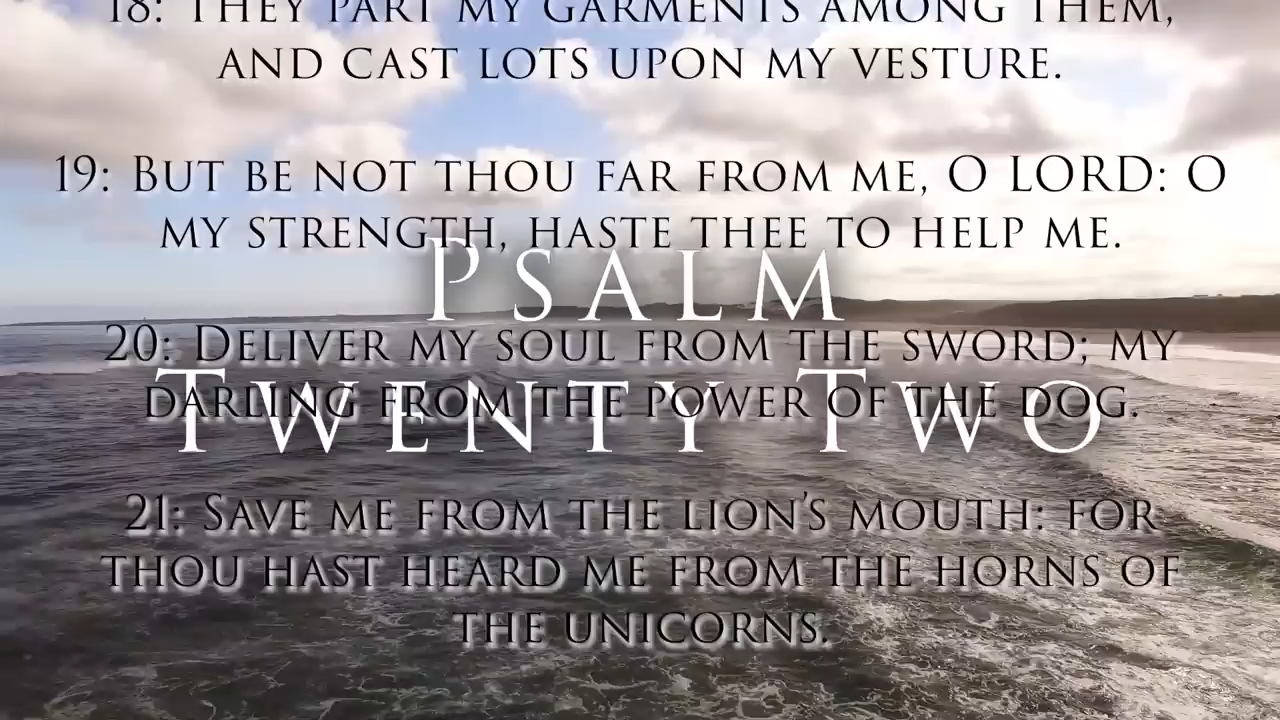 18: They part my garments among them,
and cast lots upon my vesture.
19: But be not thou far from me, O LORD: O
my strength, haste thee to help me.
Psalm
20: Deliver my soul from the sword; my
darling from the power of the dog.
Twenty Two
21: Save me from the lion's mouth: for
thou hast heard me from the horns of
the unicorns.